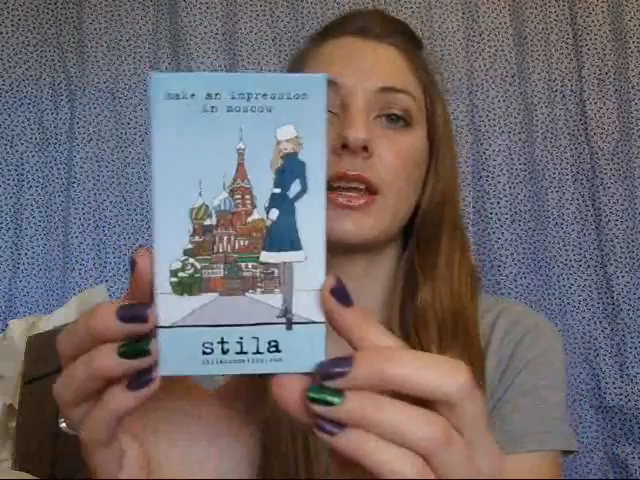 make an impression
in moscow
stila
stilacosmetics.com